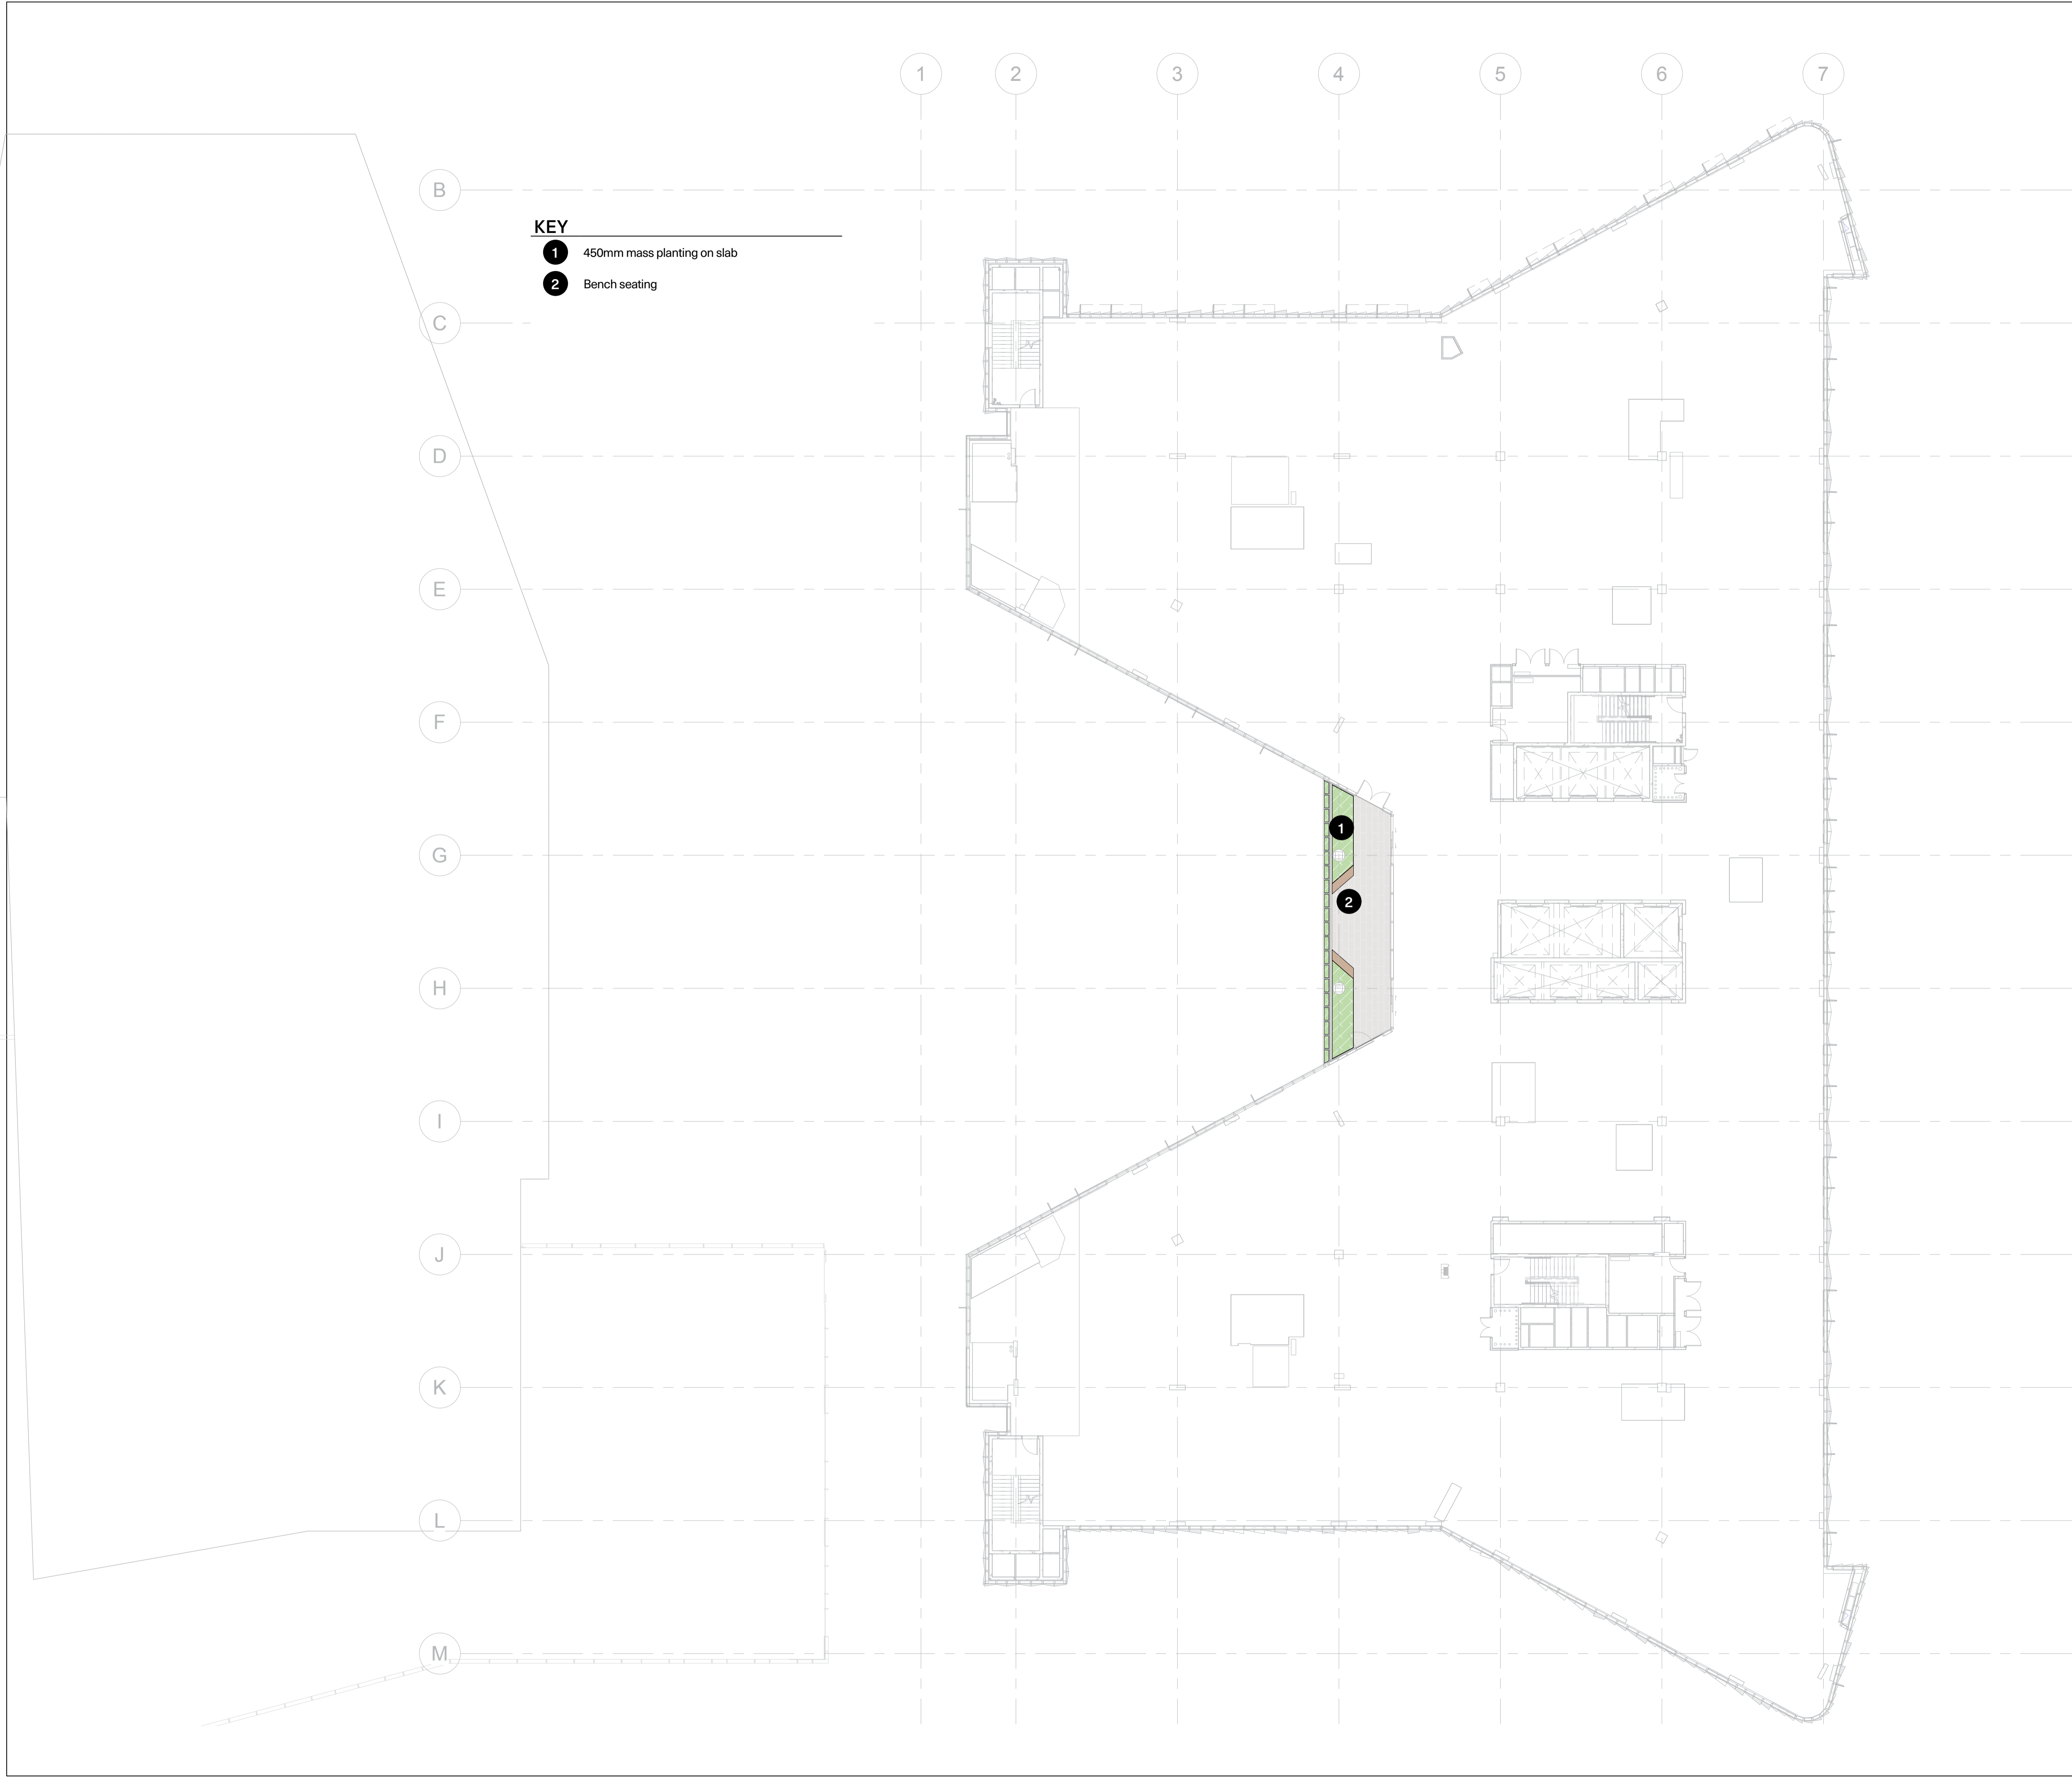 1 2 3 4 5 6 7
B
KEY
1 450mm mass planting on slab
2 Bench seating
C
D
E
F
1
G
2
H
I
J
K
L
M